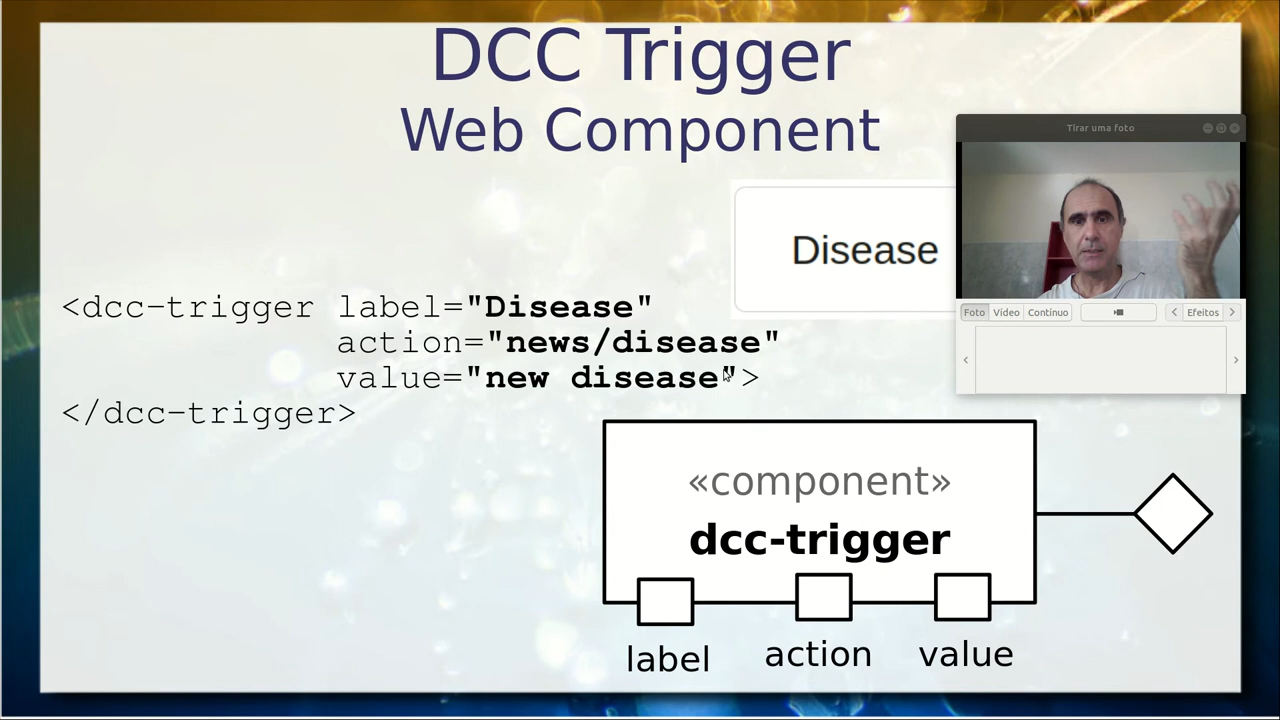 DCC Trigger
Web Component
Tirar uma foto
Disease
Foto Vídeo Contínuo Efeitos
<dcc-trigger label="Disease"
action="news/disease"
value="new disease">
</dcc-trigger>
«component»
dcc-trigger
label action value